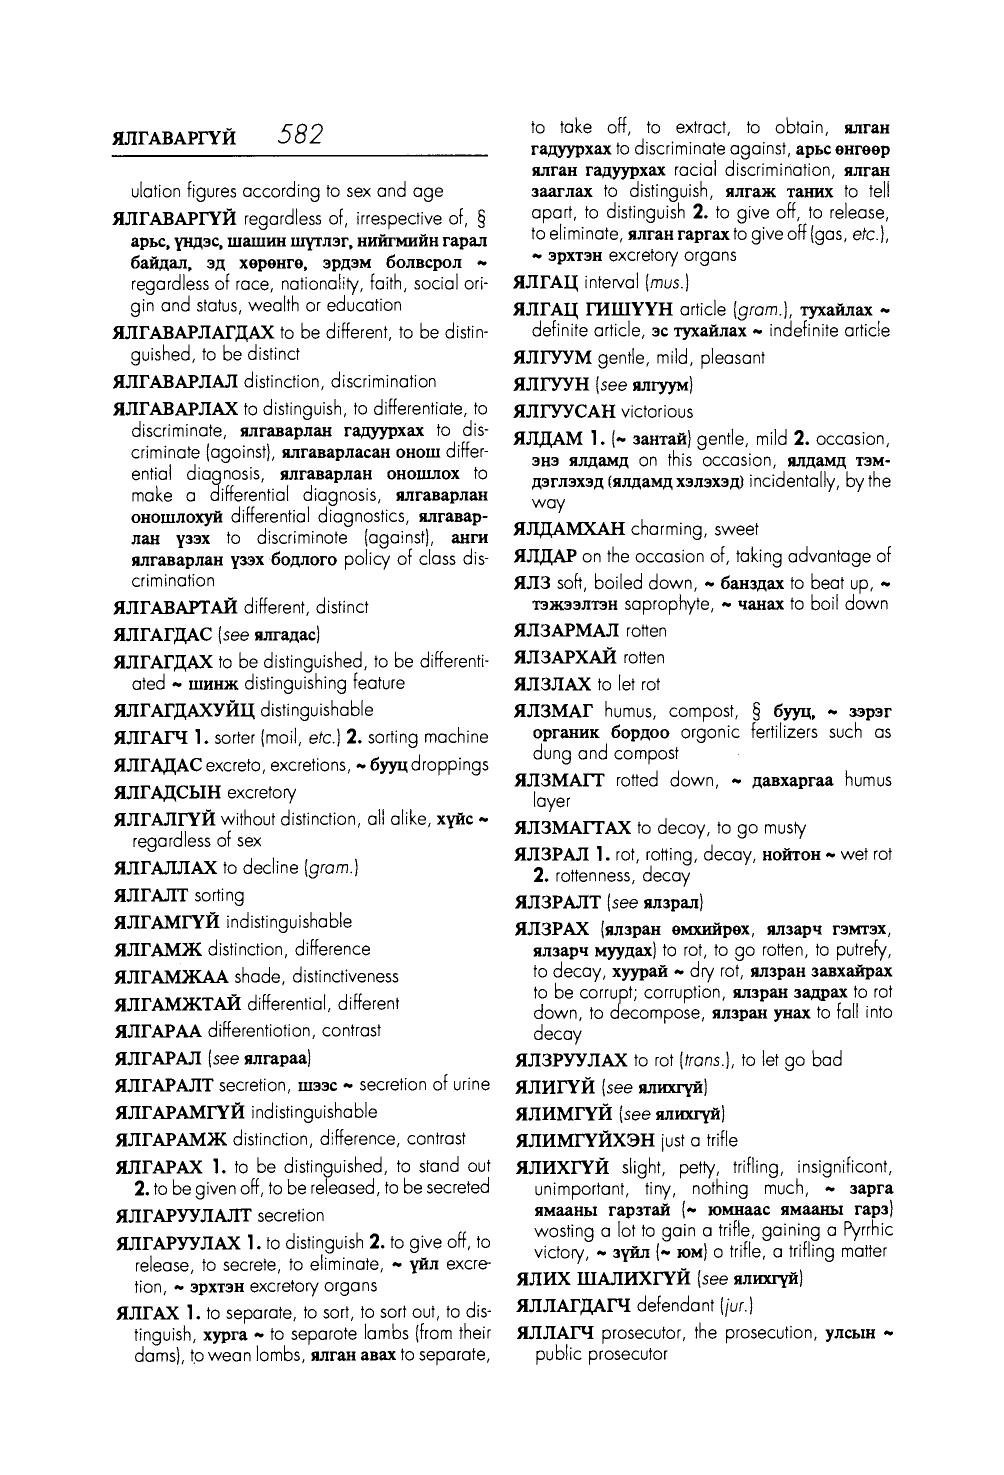 ЯЛГАВАРГҮЙ 582
ulation figures according to sex and age
ЯЛГАВАРГҮЙ regardless of, irrespective of, §
арьс, үндэс, шашин шүтлэг, нийгмийн гарал
байдал, эд хөрөнгө, эрдэм болвсрол ~
regardless of race, nationality, faith, social ori-
gin and status, wealth or education
ЯЛГАВАРЛАГДАХ to be different, to be distin-
guished, to be distinct
ЯЛГАВАРЛАЛ distinction, discrimination
ЯЛГАВАРЛАХ to distinguish, to differentiate, to
discriminate, ялгаварлан гадуурхах to dis-
criminate (agoinst), ялгаварласан онош differ-
ential diagnosis, ялгаварлан оношлох to
make a differential diagnosis, ялгаварлан
оношлохуй differential diagnostics, ялгавар-
лан үзэх to discriminote (against), анги
ялгаварлан үзэх бодлого policy of class dis-
crimination
ЯЛГАВАРТАЙ different, distinct
ЯЛГАГДАС (see ялгадас)
ЯЛГАГДАХ to be distinguished, to be differenti-
ated ~ шинж distinguishing feature
ЯЛГАГДАХУЙЦ distinguishable
ЯЛГАГЧ 1. sorter (moil, etc.) 2. sorting machine
ЯЛГАДАС excreto, excretions, ~ бууц droppings
ЯЛГАДСЫН excretory
ЯЛГАЛГҮЙ without distinction, all alike, хүйс ~
regardless of sex
ЯЛГАЛЛАХ to decline (gram.)
ЯЛГАЛТ sorting
ЯЛГАМГҮЙ indistinguishable
ЯЛГАМЖ distinction, difference
ЯЛГАМЖАА shade, distinctiveness
ЯЛГАМЖТАЙ differential, different
ЯЛГАРАА differentiotion, contrast
ЯЛГАРАЛ (see ялгараа)
ЯЛГАРАЛТ secretion, шээс ~ secretion of urine
ЯЛГАРАМГҮЙ indistinguishable
ЯЛГАРАМЖ distinction, difference, contrast
ЯЛГАРАХ 1. to be distinguished, to stand out
2. to be given off, to be released, to be secreted
ЯЛГАРУУЛАЛТ secretion
ЯЛГАРУУЛАХ 1. to distinguish 2. to give off, to
release, to secrete, to eliminate, ~ үйл excre-
tion, ~ эрхтэн excretory organs
ЯЛГАХ 1. to separate, to sort, to sort out, to dis-
tinguish, хурга ~ to separote lambs (from their
dams), to wean lombs, ялган авах to separate,
to take off, to extract, to obtain, ялган
гадуурхах to discriminate against, арьс өнгөөр
ялган гадуурхах racial discrimination, ялган
зааглах to distinguish, ялгаж таних to tell
apart, to distinguish 2. to give off, to release,
to eliminate, ялган гаргах to give off (gas, etc.),
~ эрхтэн excretory organs
ЯЛГАЦ interval (mus.)
ЯЛГАЦ ГИШҮҮН article (gram.), тухайлах ~
definite article, эс тухайлах ~ indefinite article
ЯЛГУУМ gentle, mild, pleasant
ЯЛГУУН (see ялгуум)
ЯЛГУУСАН victorious
ЯЛДАМ 1. (~ зантай) gentle, mild 2. occasion,
энэ ялдамд on this occasion, ялдамд тэм-
дэглэхэд (ялдамд хэлэхэд) incidentally, by the
way
ЯЛДАМХАН charming, sweet
ЯЛДАР on the occasion of, taking advantage of
ЯЛЗ soft, boiled down, ~ банздах to beat up, ~
тэжээлтэн saprophyte, ~ чанах to boil down
ЯЛЗАРМАЛ rotten
ЯЛЗАРХАЙ rotten
ЯЛЗЛАХ to let rot
ЯЛЗМАГ humus, compost, § бууц, ~ зэрэг
органик бордоо orgonic fertilizers such as
dung and compost
ЯЛЗМАГТ rotted down, ~ давхаргаа humus
layer
ЯЛЗМАГТАХ to decay, to go musty
ЯЛЗРАЛ 1. rot, rotting, decay, нойтон ~ wet rot
2. rottenness, decay
ЯЛЗРАЛТ (see ялзрал)
ЯЛЗРАХ (ялзран өмхийрөх, ялзарч гэмтэх,
ялзарч муудах) to rot, to go rotten, to putrefy,
to decay, хуурай ~ dry rot, ялзран завхайрах
to be corrupt; corruption, ялзран задрах to rot
down, to decompose, ялзран унах to fall into
decay
ЯЛЗРУУЛАХ to rot (trans.), to let go bad
ЯЛИГҮЙ (see ялихгүй)
ЯЛИМГҮЙ (see ялихгүй)
ЯЛИМГҮЙХЭН just a trifle
ЯЛИХГҮЙ slight, petty, trifling, insignificont,
unimportant, tiny, nothing much, ~ зарга
ямааны гарзтай (~ юмнаас ямааны гарз)
wosting a lot to gain a trifle, gaining a Pyrrhic
victory, ~ зүйл (~ юм) o trifle, a trifling matter
ЯЛИХ ШАЛИХГҮЙ (see ялихгүй)
ЯЛЛАГДАГЧ defendant (jur.)
ЯЛЛАГЧ prosecutor, the prosecution, улсын ~
public prosecutor